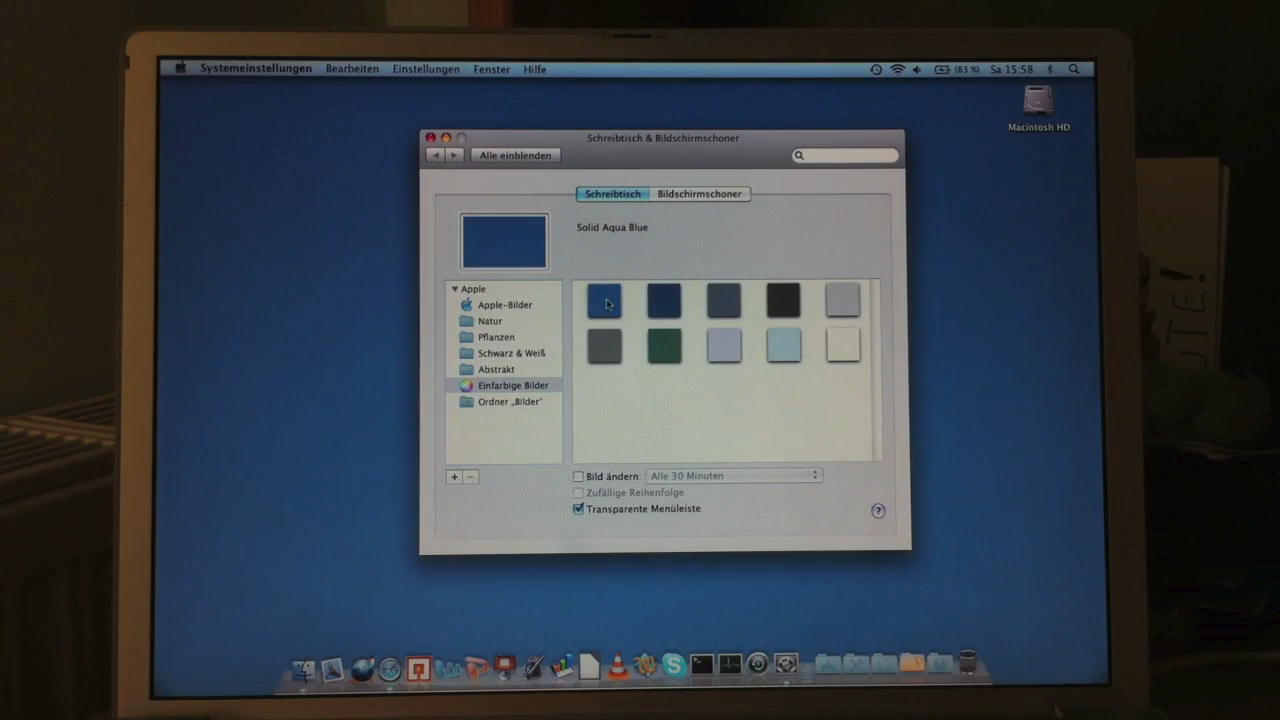 Systemeinstellungen Bearbeiten Einstellungen Fenster Hilfe (83 %) Sa 15:58
Macintosh HD
Schreibtisch & Bildschirmschoner
Alle einblenden
Schreibtisch Bildschirmschoner
Solid Aqua Blue
Apple
Apple-Bilder
Natur
Pflanzen
Schwarz & Weiß
Abstrakt
Einfarbige Bilder
Ordner „Bilder“
+ −
Bild ändern: Alle 30 Minuten
Zufällige Reihenfolge
Transparente Menüleiste
?